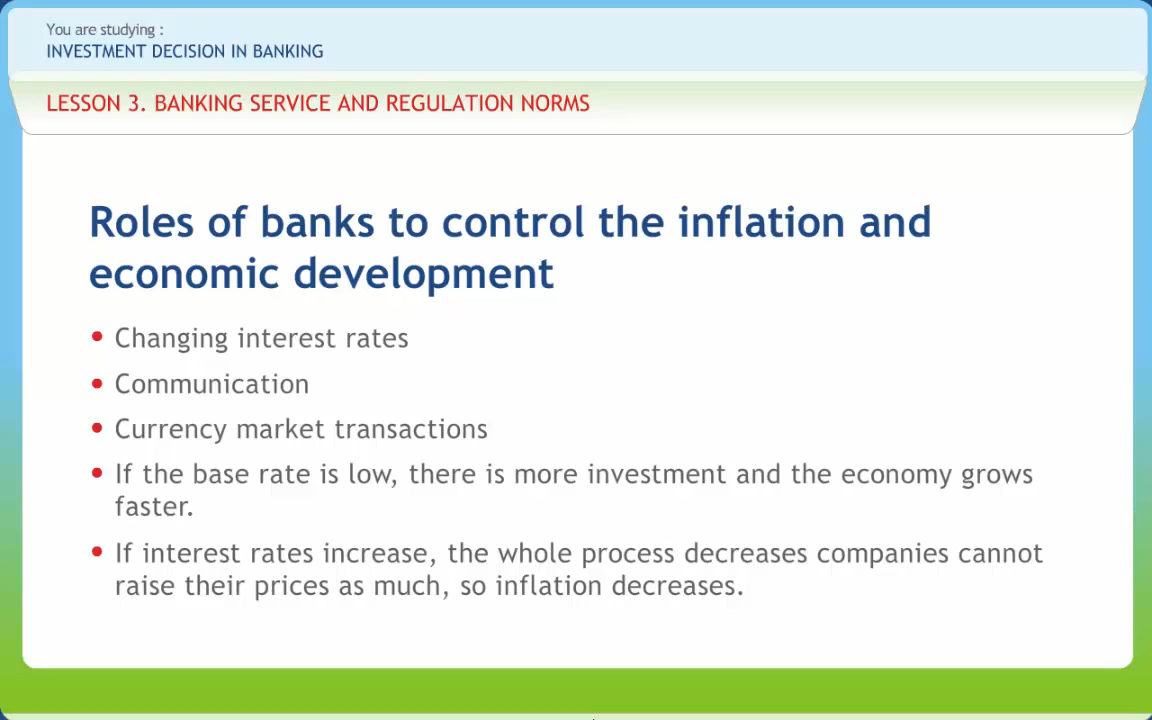 You are studying :
INVESTMENT DECISION IN BANKING
LESSON 3. BANKING SERVICE AND REGULATION NORMS
Roles of banks to control the inflation and
economic development
• Changing interest rates
• Communication
• Currency market transactions
• If the base rate is low, there is more investment and the economy grows
faster.
• If interest rates increase, the whole process decreases companies cannot
raise their prices as much, so inflation decreases.